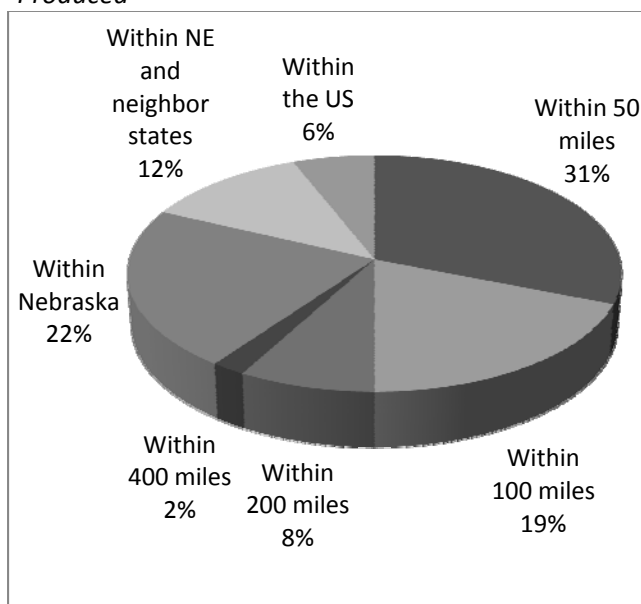 Produced
Within NE
and
neighbor
states
12%
Within
the US
6%
Within 50
miles
31%
Within
Nebraska
22%
Within
400 miles
2%
Within
200 miles
8%
Within
100 miles
19%